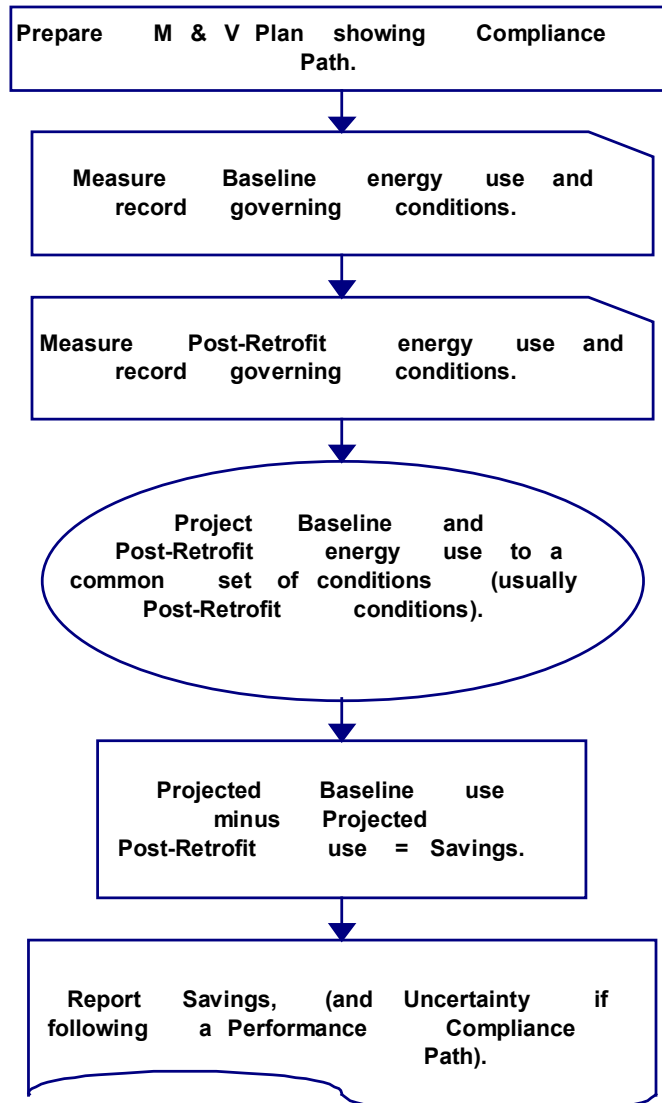 Prepare M & V Plan showing Compliance
Path.
Measure Baseline energy use and
record governing conditions.
Measure Post-Retrofit energy use and
record governing conditions.
Project Baseline and
Post-Retrofit energy use to a
common set of conditions (usually
Post-Retrofit conditions).
Projected Baseline use
minus Projected
Post-Retrofit use = Savings.
Report Savings, (and Uncertainty if
following a Performance Compliance
Path).